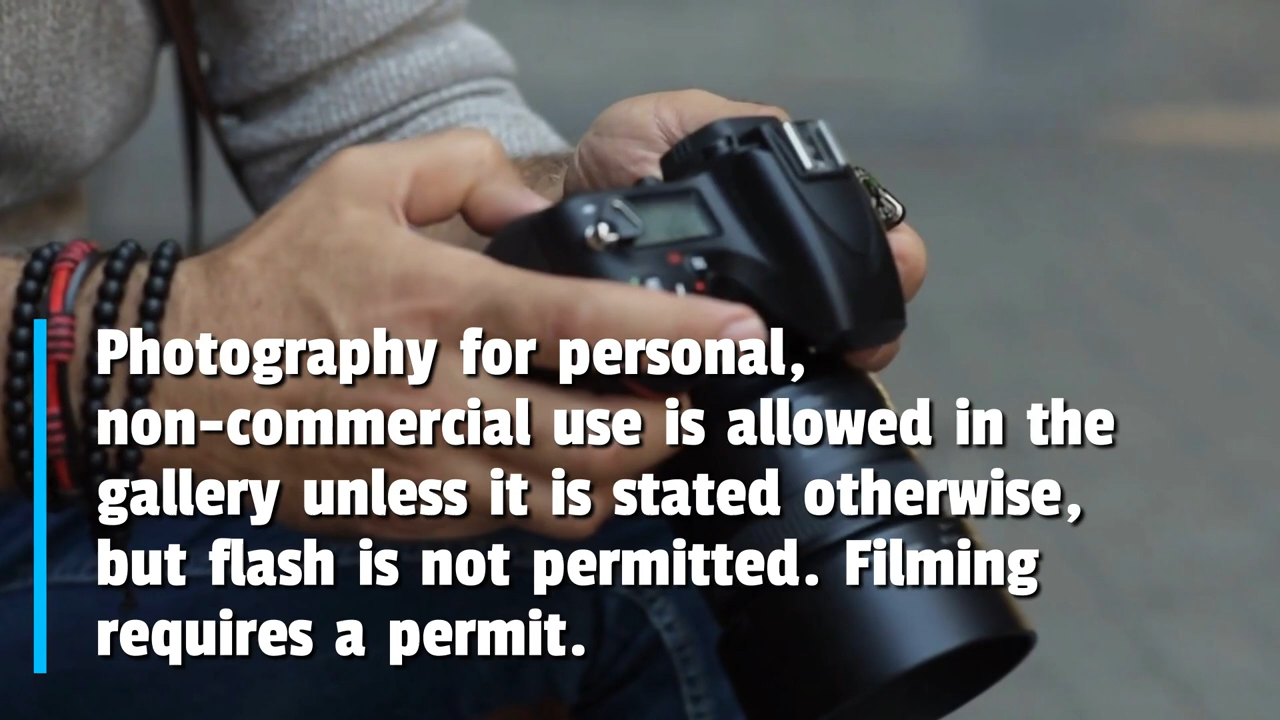 Photography for personal,
non-commercial use is allowed in the
gallery unless it is stated otherwise,
but flash is not permitted. Filming
requires a permit.